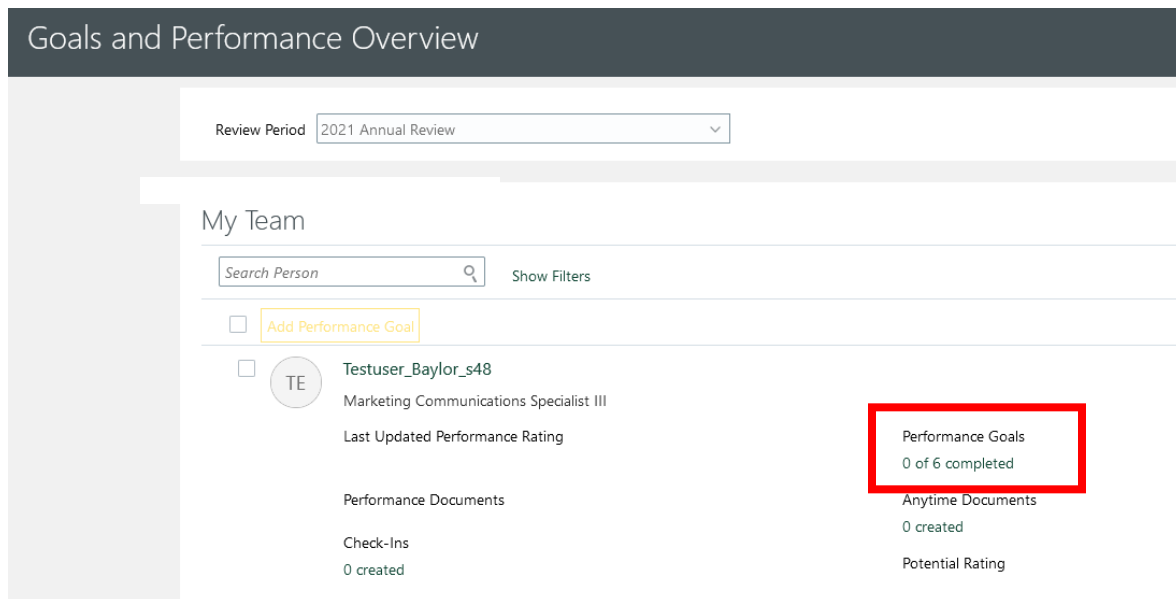 Goals and Performance Overview
Review Period 2021 Annual Review
My Team
Search Person Show Filters
Add Performance Goal
TE Testuser_Baylor_s48
Marketing Communications Specialist III
Last Updated Performance Rating
Performance Goals
0 of 6 completed
Performance Documents
Anytime Documents
0 created
Check-Ins
0 created
Potential Rating